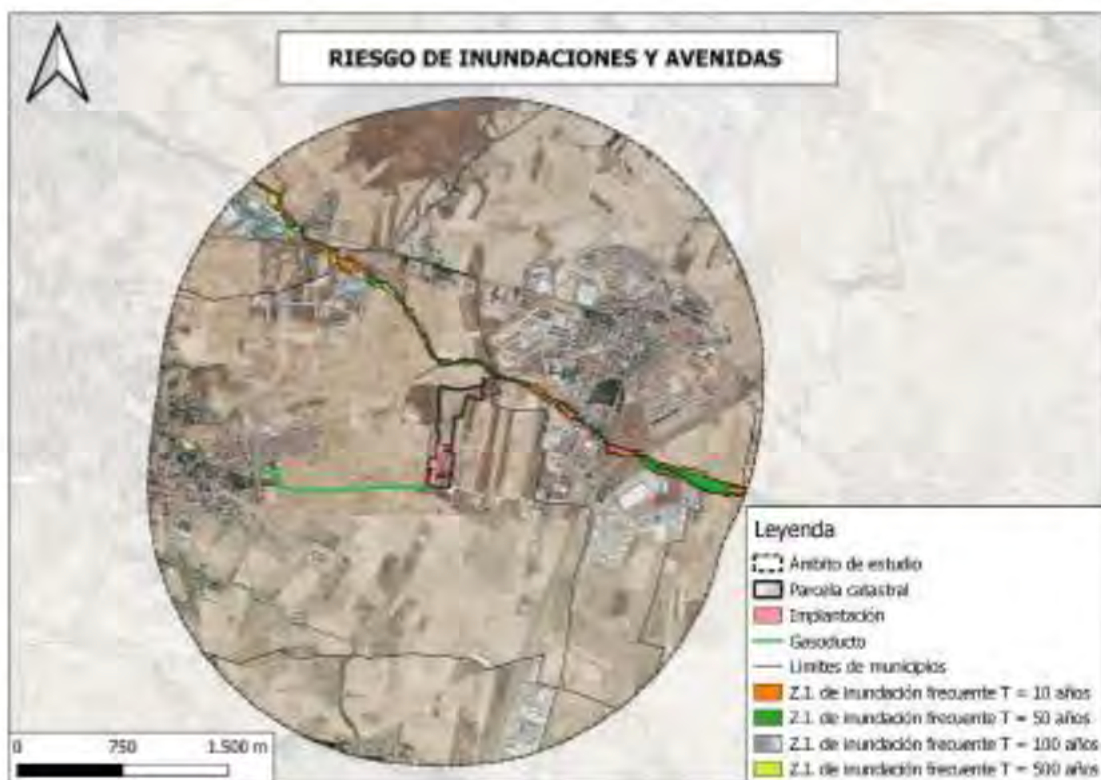 RIESGO DE INUNDACIONES Y AVENIDAS
Leyenda
Ámbito de estudio
Parcela catastral
Implantación
Gasoducto
Límites de municipios
Z.I. de inundación frecuente T = 10 años
Z.I. de inundación frecuente T = 50 años
Z.I. de inundación frecuente T = 100 años
Z.I. de inundación frecuente T = 500 años
0 750 1.500 m